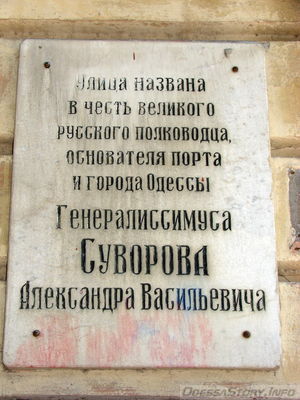 Улица названа
в честь великого
русского полководца,
основателя порта
и города Одессы
Генералиссимуса
Суворова
Александра Васильевича
OdessaStory.Info